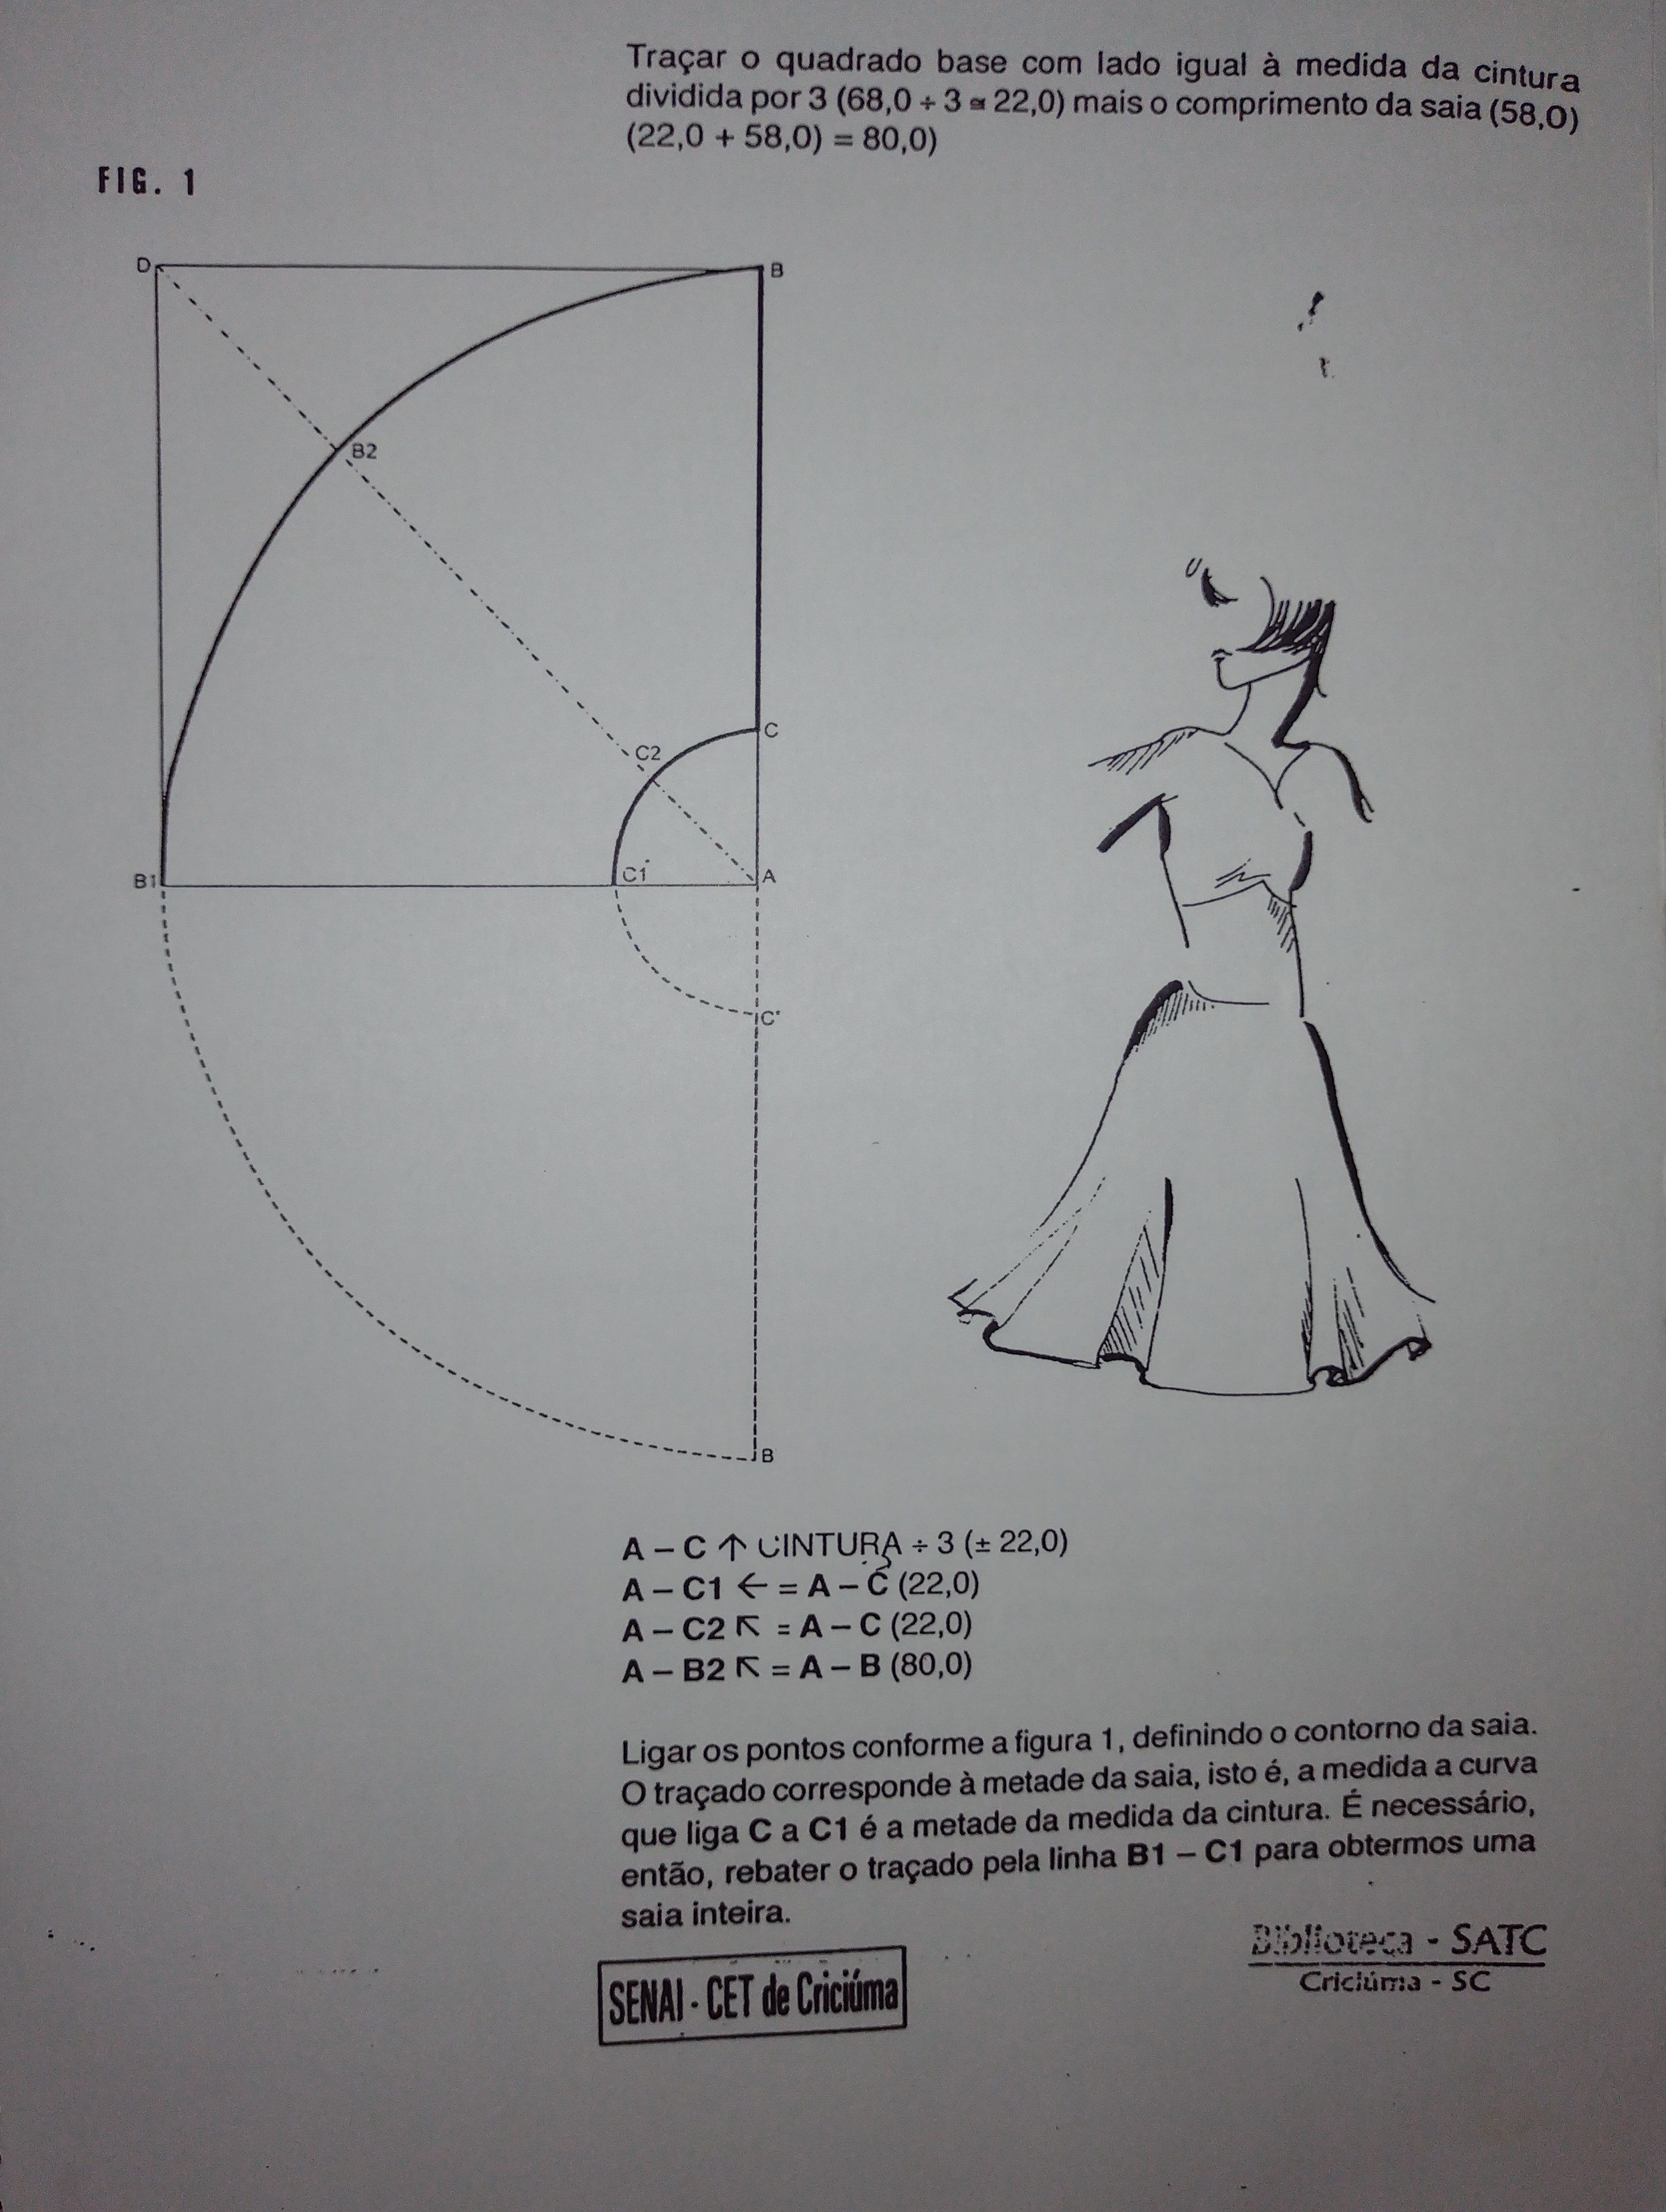 Traçar o quadrado base com lado igual à medida da cintura
dividida por 3 (68,0 ÷ 3 ≅ 22,0) mais o comprimento da saia (58,0)
(22,0 + 58,0) = 80,0)
FIG. 1
D
B
B2
C
C2
B1
C1
A
C'
B
A – C ↑ CINTURA ÷ 3 (± 22,0)
A – C1 ← = A – C (22,0)
A – C2 ↖ = A – C (22,0)
A – B2 ↖ = A – B (80,0)
Ligar os pontos conforme a figura 1, definindo o contorno da saia.
O traçado corresponde à metade da saia, isto é, a medida a curva
que liga C a C1 é a metade da medida da cintura. É necessário,
então, rebater o traçado pela linha B1 – C1 para obtermos uma
saia inteira.
Biblioteca - SATC
Criciúma - SC
SENAI - CET de Criciúma